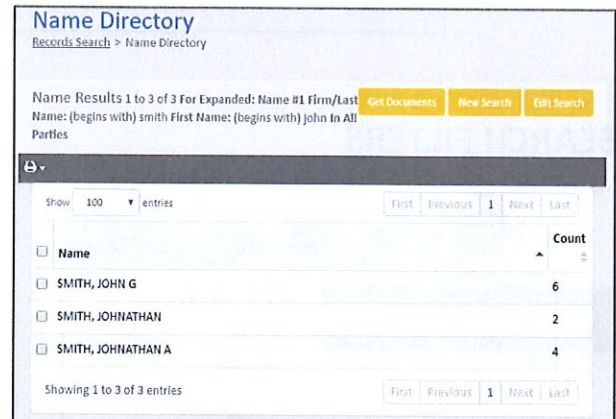 Name Directory
Records Search > Name Directory
Name Results 1 to 3 of 3 For Expanded: Name #1 Firm/Last
Name: (begins with) smith First Name: (begins with) john In All
Parties
Get Documents New Search Edit Search
Show 100 entries
First Previous 1 Next Last
Name Count
SMITH, JOHN G 6
SMITH, JOHNATHAN 2
SMITH, JOHNATHAN A 4
Showing 1 to 3 of 3 entries
First Previous 1 Next Last